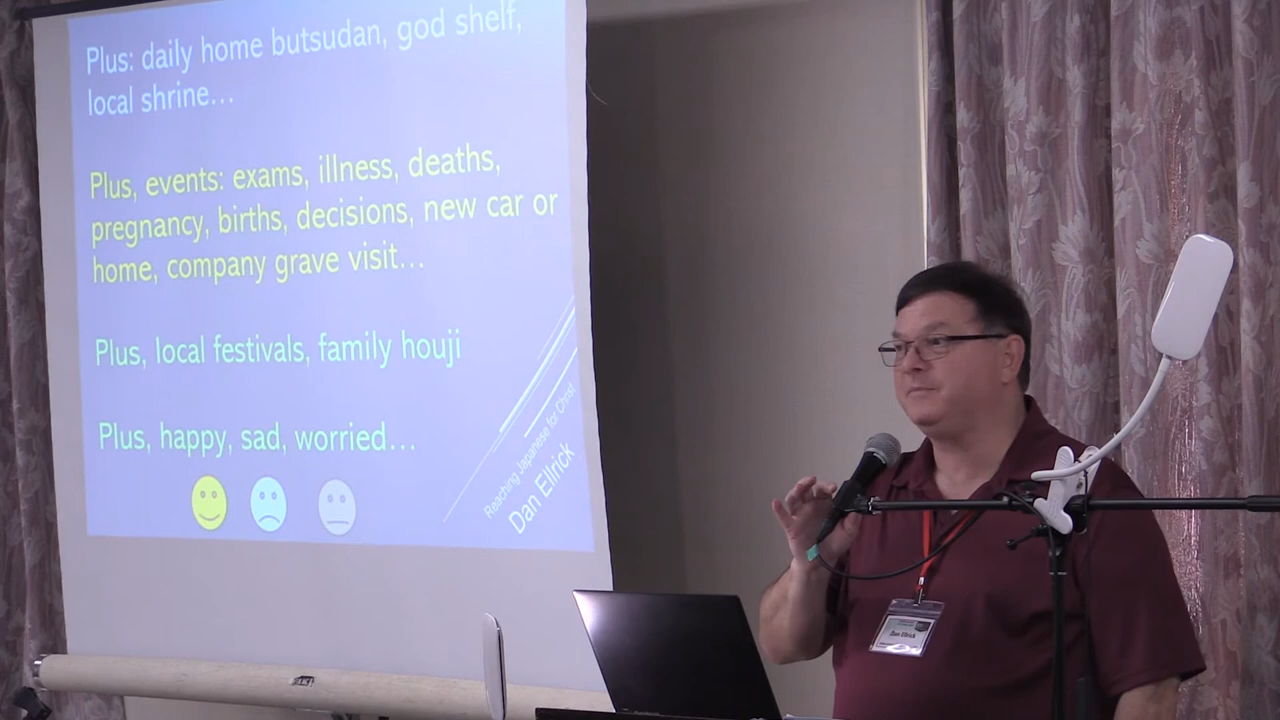 Plus: daily home butsudan, god shelf,
local shrine...
Plus, events: exams, illness, deaths,
pregnancy, births, decisions, new car or
home, company grave visit...
Plus, local festivals, family houji
Plus, happy, sad, worried...
Reaching Japanese for Christ
Dan Ellrick
Dan Ellrick